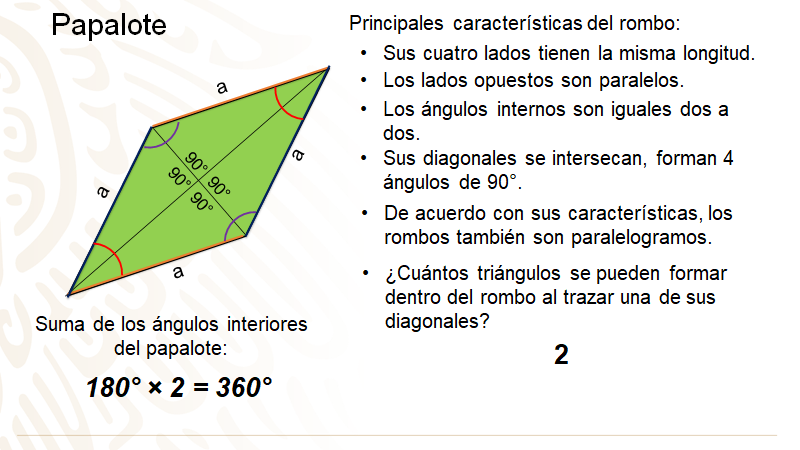 Papalote
a
a
a
a
90°
90°
90°
90°
Suma de los ángulos interiores
del papalote:
180° × 2 = 360°
Principales características del rombo:
• Sus cuatro lados tienen la misma longitud.
• Los lados opuestos son paralelos.
• Los ángulos internos son iguales dos a
dos.
• Sus diagonales se intersecan, forman 4
ángulos de 90°.
• De acuerdo con sus características, los
rombos también son paralelogramos.
• ¿Cuántos triángulos se pueden formar
dentro del rombo al trazar una de sus
diagonales?
2